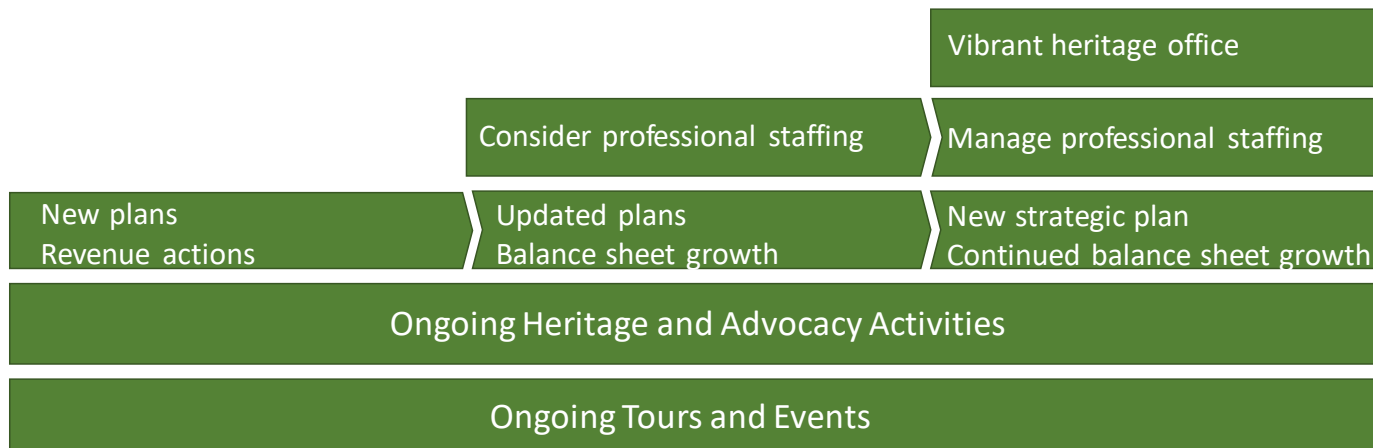 Vibrant heritage office
Consider professional staffing
Manage professional staffing
New plans
Revenue actions
Updated plans
Balance sheet growth
New strategic plan
Continued balance sheet growth
Ongoing Heritage and Advocacy Activities
Ongoing Tours and Events